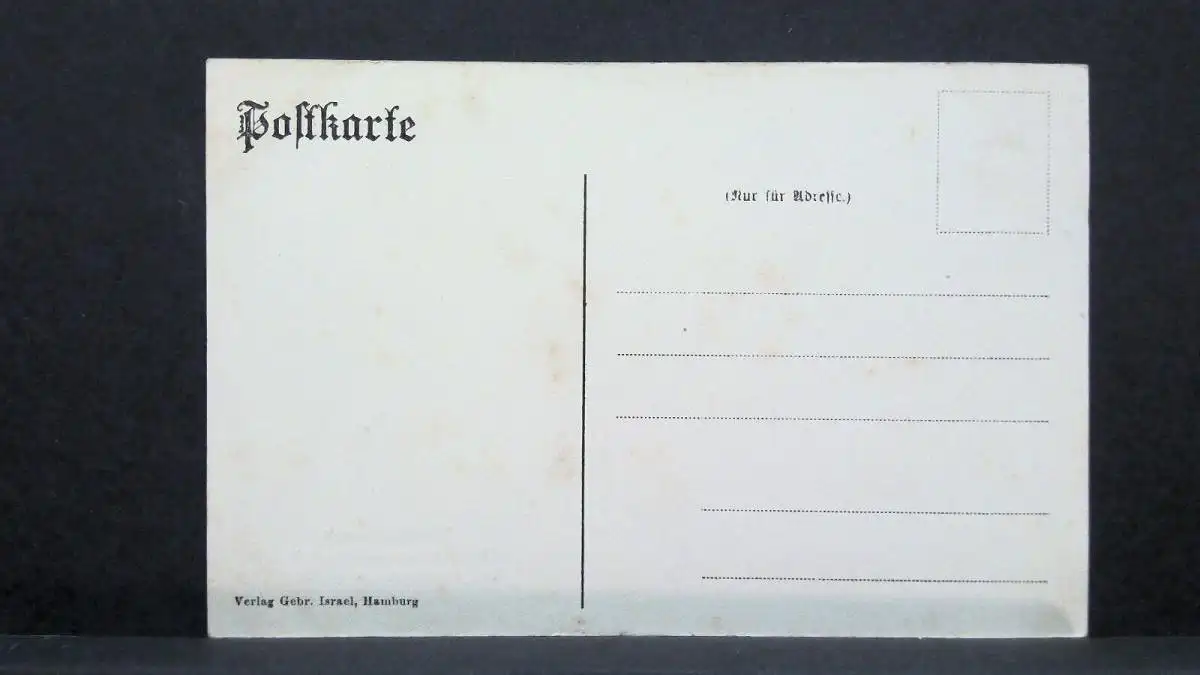 Postkarte
(Nur für Adresse.)
Verlag Gebr. Israel, Hamburg